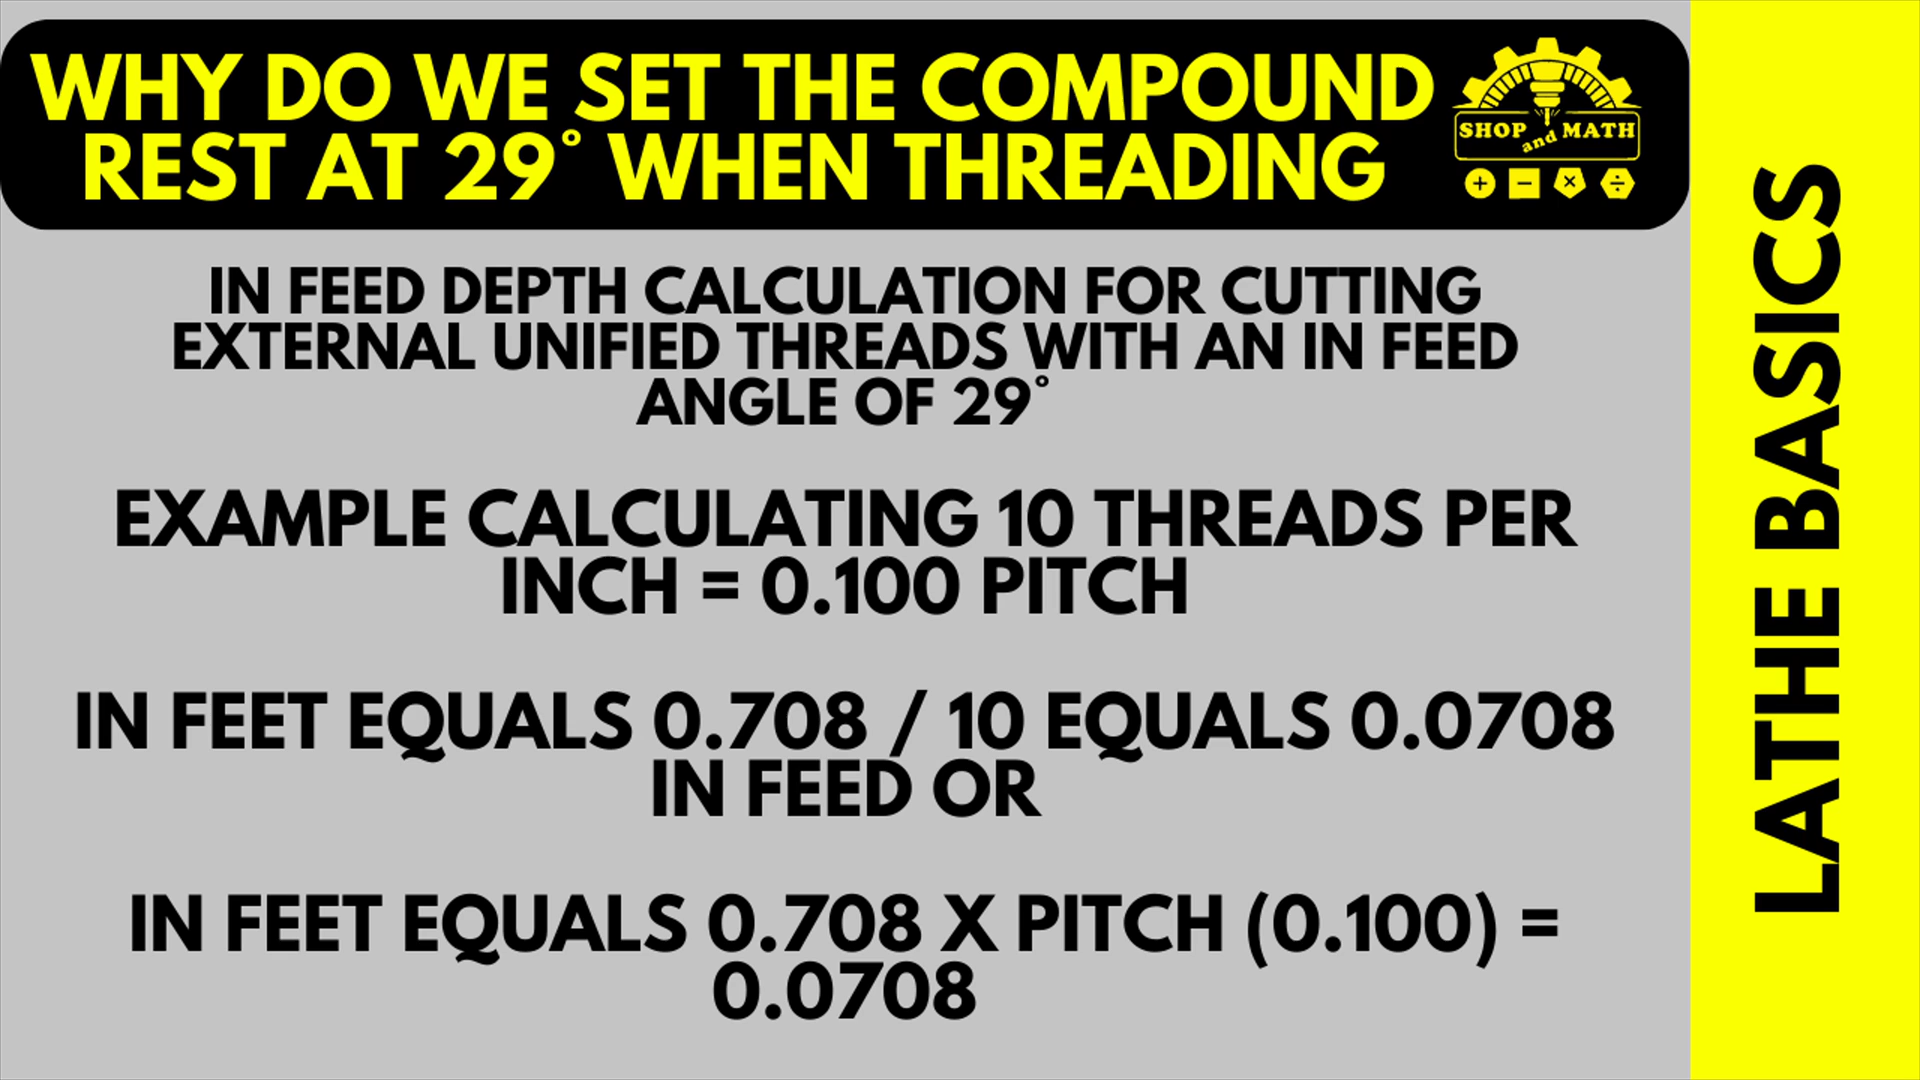 WHY DO WE SET THE COMPOUND
REST AT 29° WHEN THREADING
SHOP and MATH
+ − × ÷
IN FEED DEPTH CALCULATION FOR CUTTING
EXTERNAL UNIFIED THREADS WITH AN IN FEED
ANGLE OF 29°
EXAMPLE CALCULATING 10 THREADS PER
INCH = 0.100 PITCH
IN FEET EQUALS 0.708 / 10 EQUALS 0.0708
IN FEED OR
IN FEET EQUALS 0.708 X PITCH (0.100) =
0.0708
LATHE BASICS